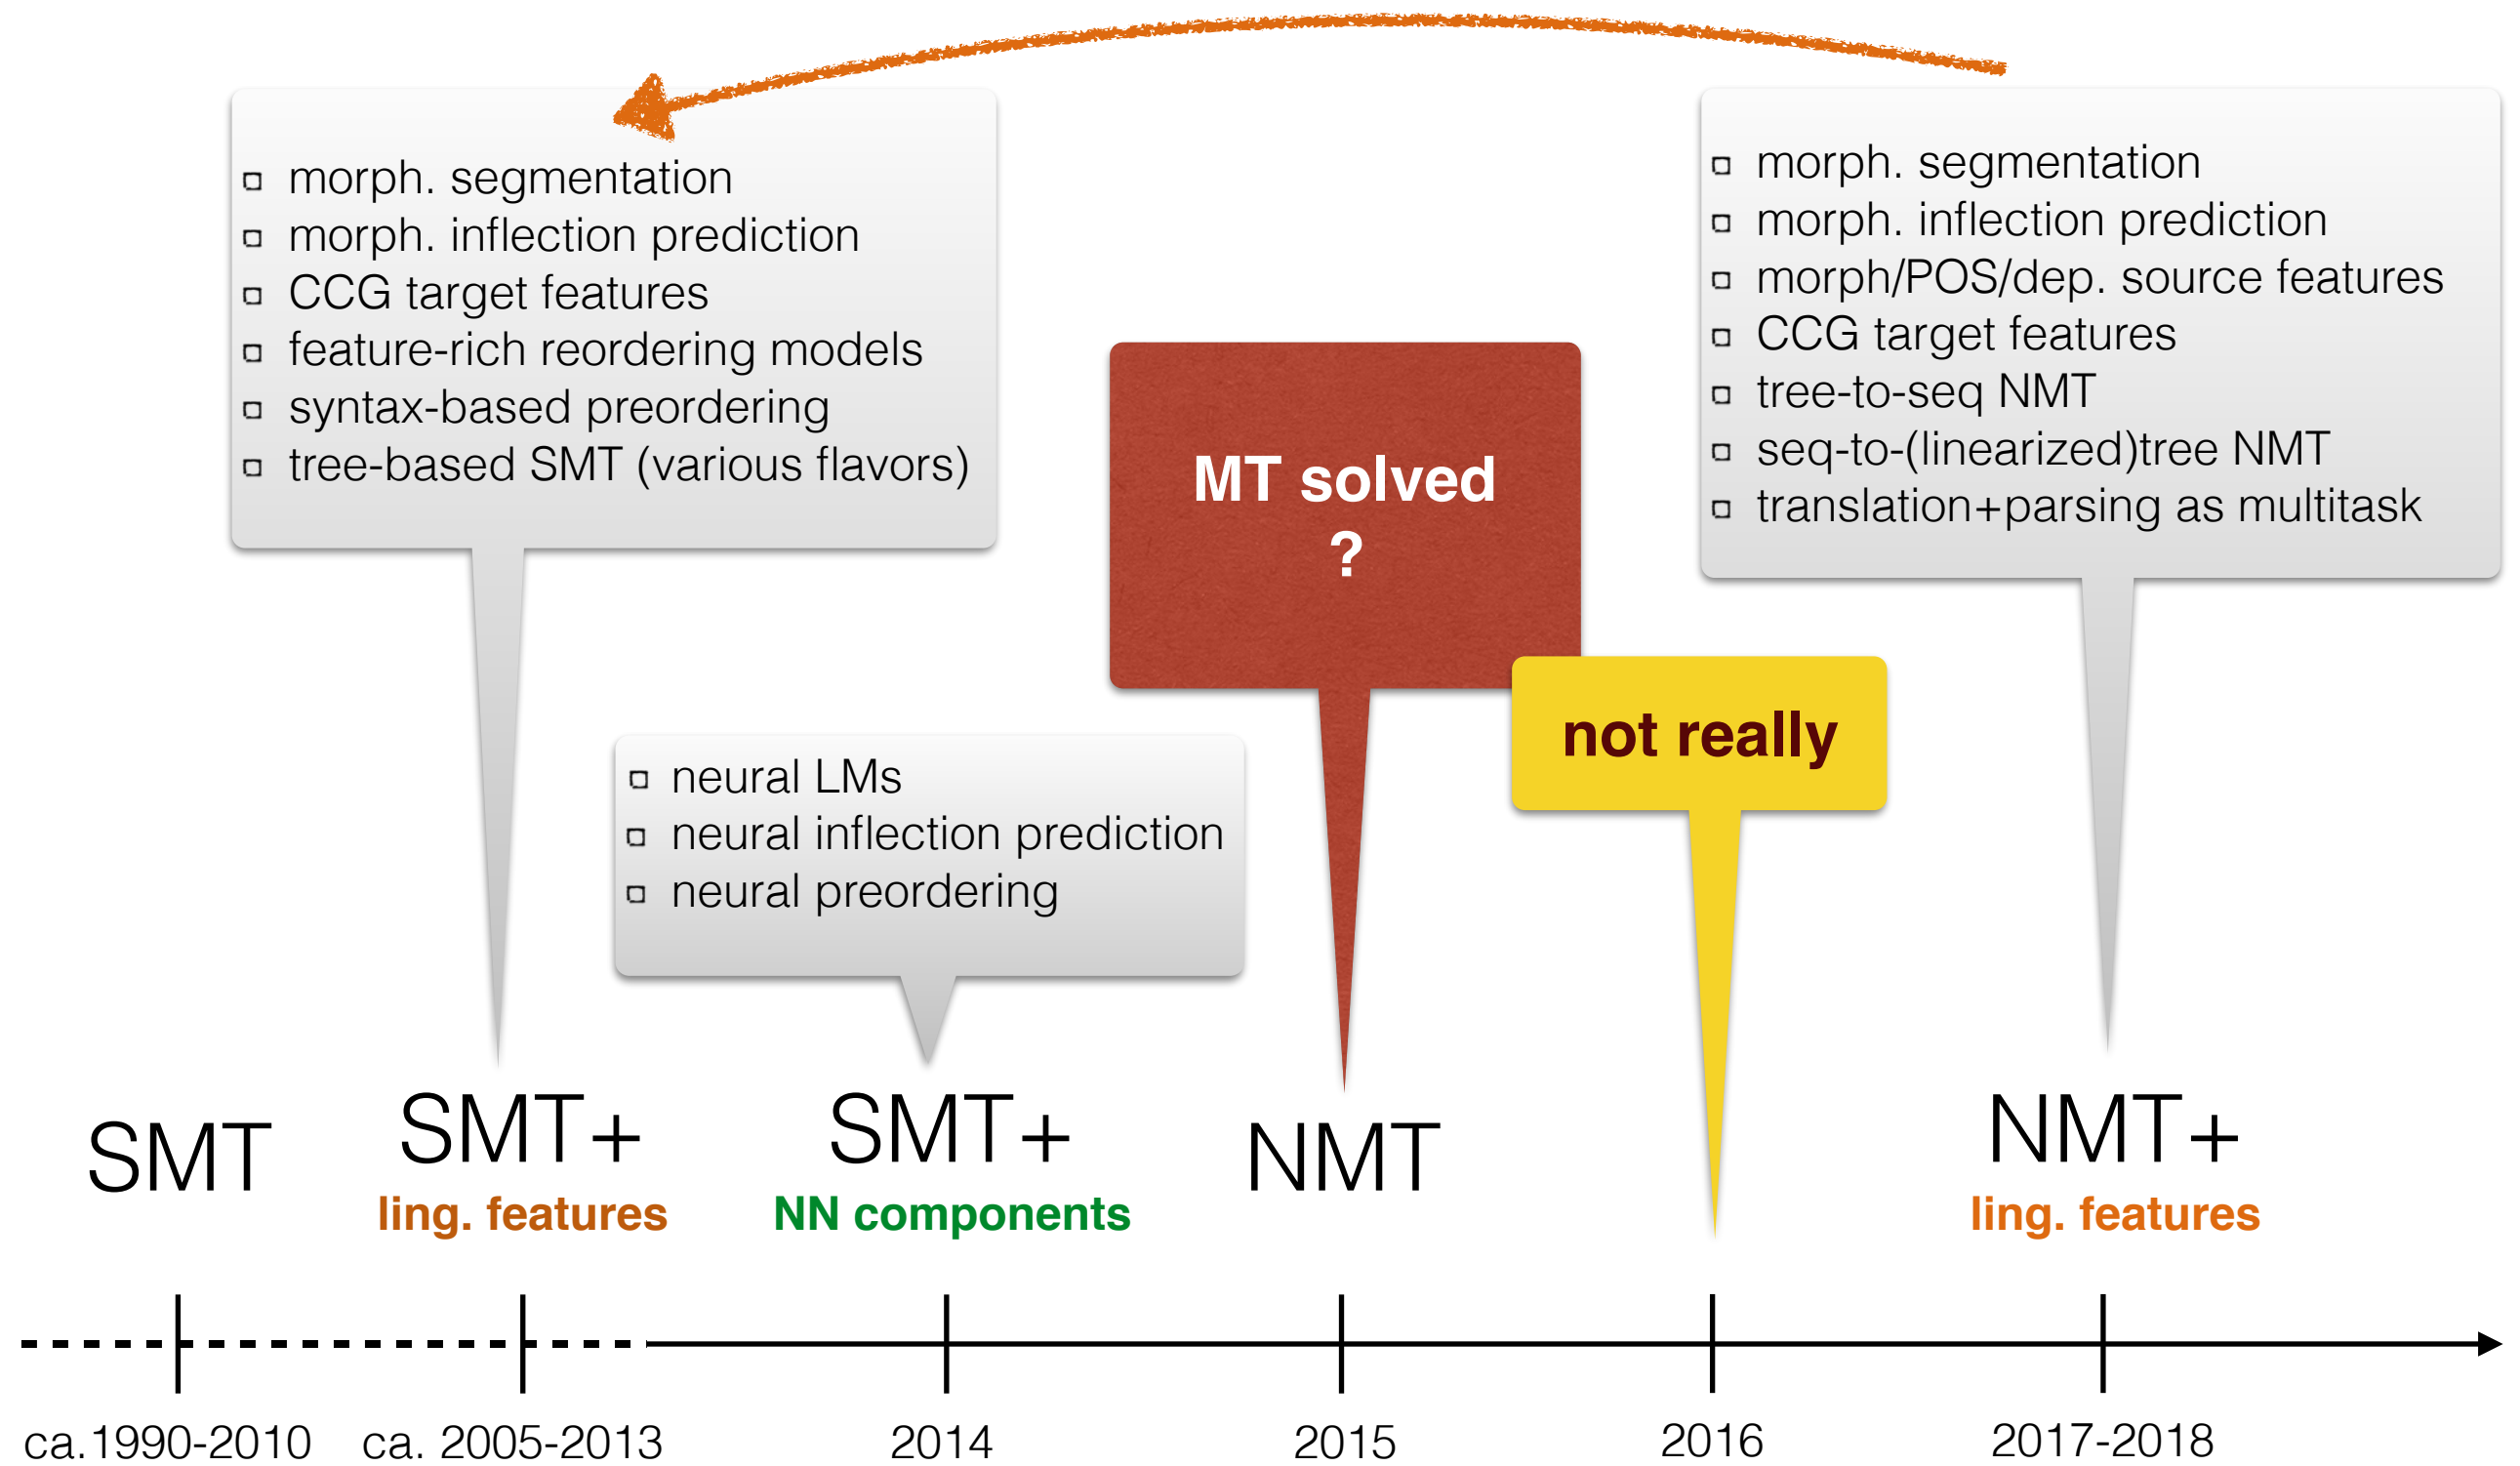 morph. segmentation
morph. inflection prediction
CCG target features
feature-rich reordering models
syntax-based preordering
tree-based SMT (various flavors)
neural LMs
neural inflection prediction
neural preordering
MT solved
?
not really
morph. segmentation
morph. inflection prediction
morph/POS/dep. source features
CCG target features
tree-to-seq NMT
seq-to-(linearized)tree NMT
translation+parsing as multitask
SMT
SMT+
ling. features
SMT+
NN components
NMT
NMT+
ling. features
ca.1990-2010
ca. 2005-2013
2014
2015
2016
2017-2018